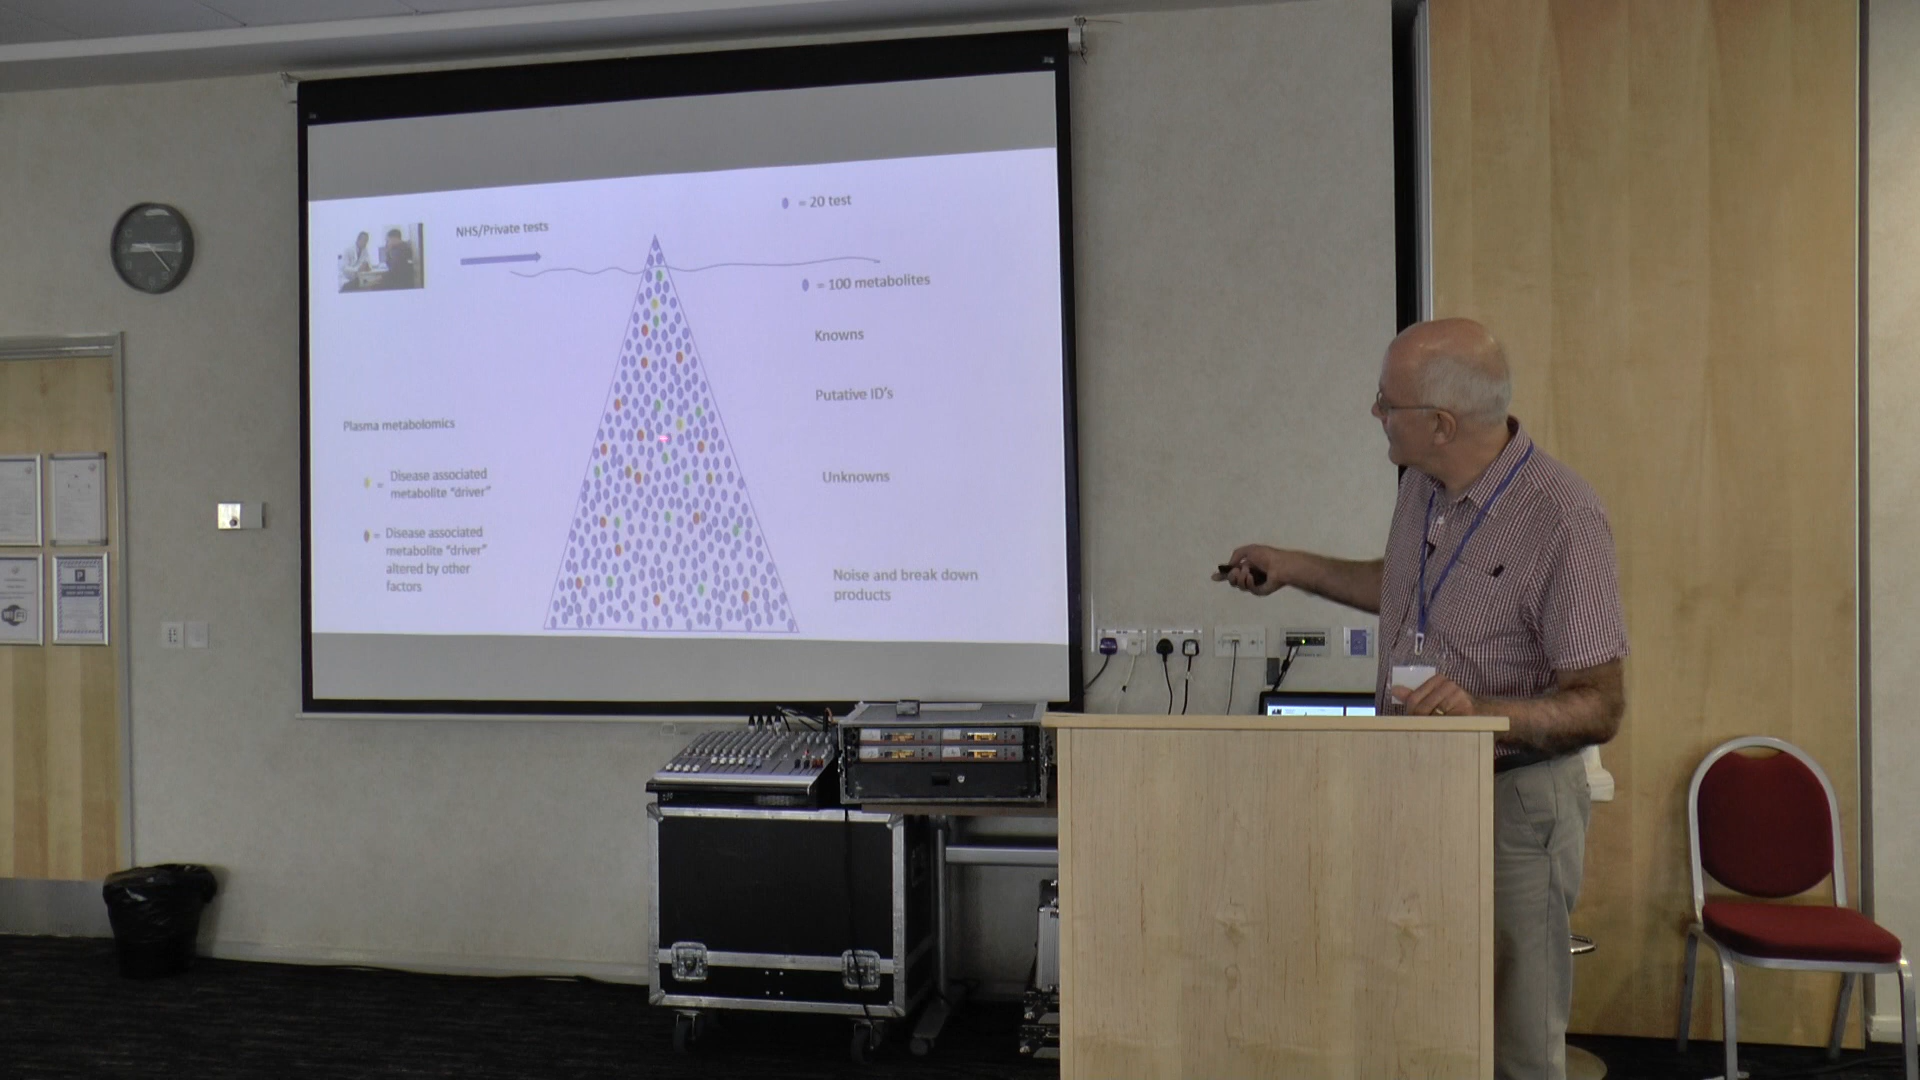 NHS/Private tests
= 20 test
= 100 metabolites
Knowns
Putative ID's
Unknowns
Noise and break down
products
Plasma metabolomics
= Disease associated
metabolite "driver"
= Disease associated
metabolite "driver"
altered by other
factors
P
WiFi